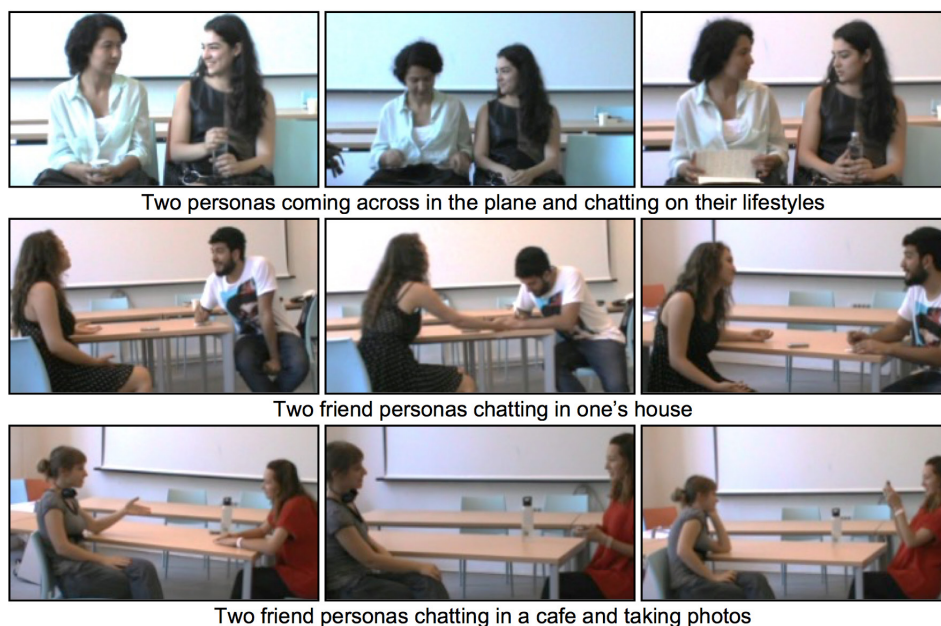 Two personas coming across in the plane and chatting on their lifestyles
Two friend personas chatting in one's house
Two friend personas chatting in a cafe and taking photos